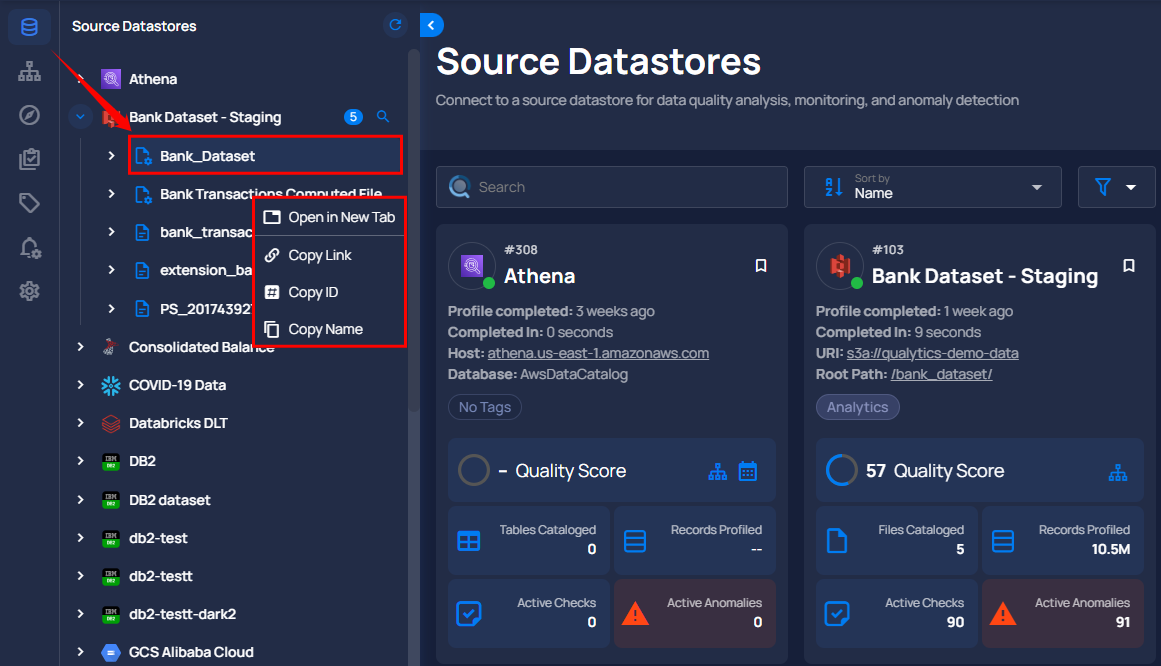 Source Datastores
Athena
Bank Dataset - Staging
5
Bank_Dataset
Bank Transactions Computed File
bank_transac
extension_ba
PS_20174392
Open in New Tab
Copy Link
Copy ID
Copy Name
Consolidated Balance
COVID-19 Data
Databricks DLT
DB2
DB2 dataset
db2-test
db2-testt
db2-testt-dark2
GCS Alibaba Cloud
Source Datastores
Connect to a source datastore for data quality analysis, monitoring, and anomaly detection
Search
Sort by
Name
#308
Athena
Profile completed: 3 weeks ago
Completed In: 0 seconds
Host: athena.us-east-1.amazonaws.com
Database: AwsDataCatalog
No Tags
– Quality Score
Tables Cataloged
0
Records Profiled
--
Active Checks
0
Active Anomalies
0
#103
Bank Dataset - Staging
Profile completed: 1 week ago
Completed In: 9 seconds
URI: s3a://qualytics-demo-data
Root Path: /bank_dataset/
Analytics
57 Quality Score
Files Cataloged
5
Records Profiled
10.5M
Active Checks
90
Active Anomalies
91